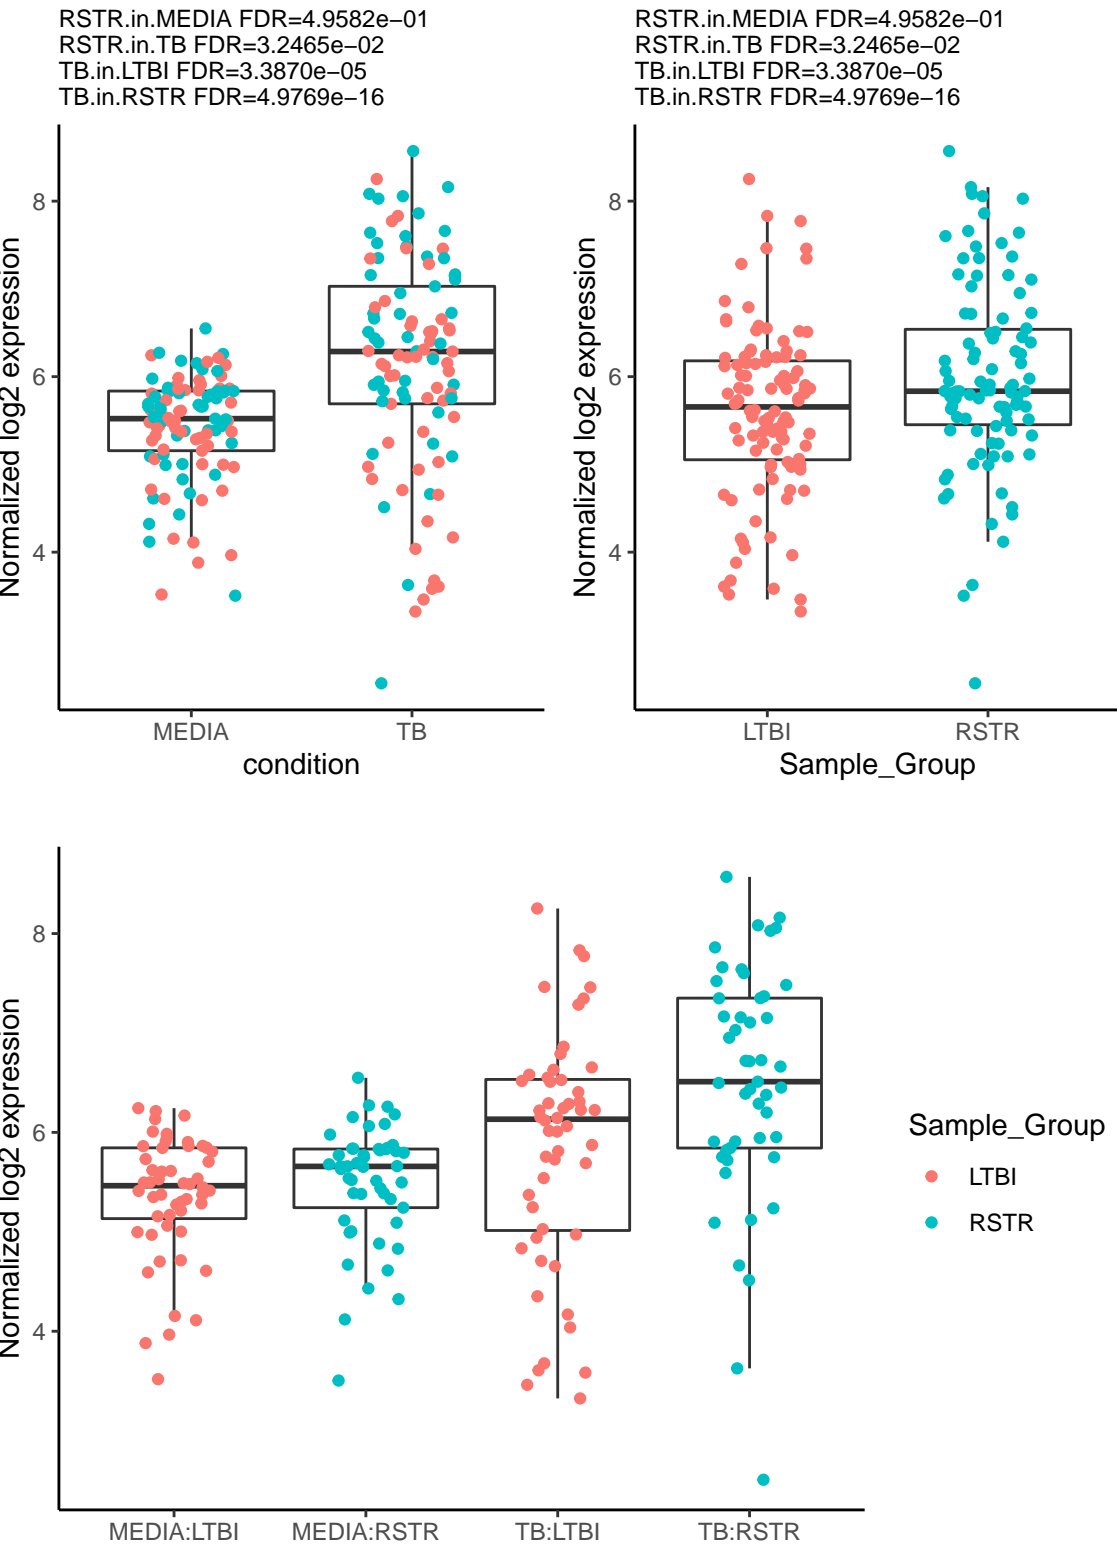 RSTR.in.MEDIA FDR=4.9582e−01
RSTR.in.TB FDR=3.2465e−02
TB.in.LTBI FDR=3.3870e−05
TB.in.RSTR FDR=4.9769e−16
8
6
4
Normalized log2 expression
MEDIA
TB
condition
RSTR.in.MEDIA FDR=4.9582e−01
RSTR.in.TB FDR=3.2465e−02
TB.in.LTBI FDR=3.3870e−05
TB.in.RSTR FDR=4.9769e−16
8
6
4
Normalized log2 expression
LTBI
RSTR
Sample_Group
8
6
4
Normalized log2 expression
MEDIA:LTBI
MEDIA:RSTR
TB:LTBI
TB:RSTR
Sample_Group
LTBI
RSTR